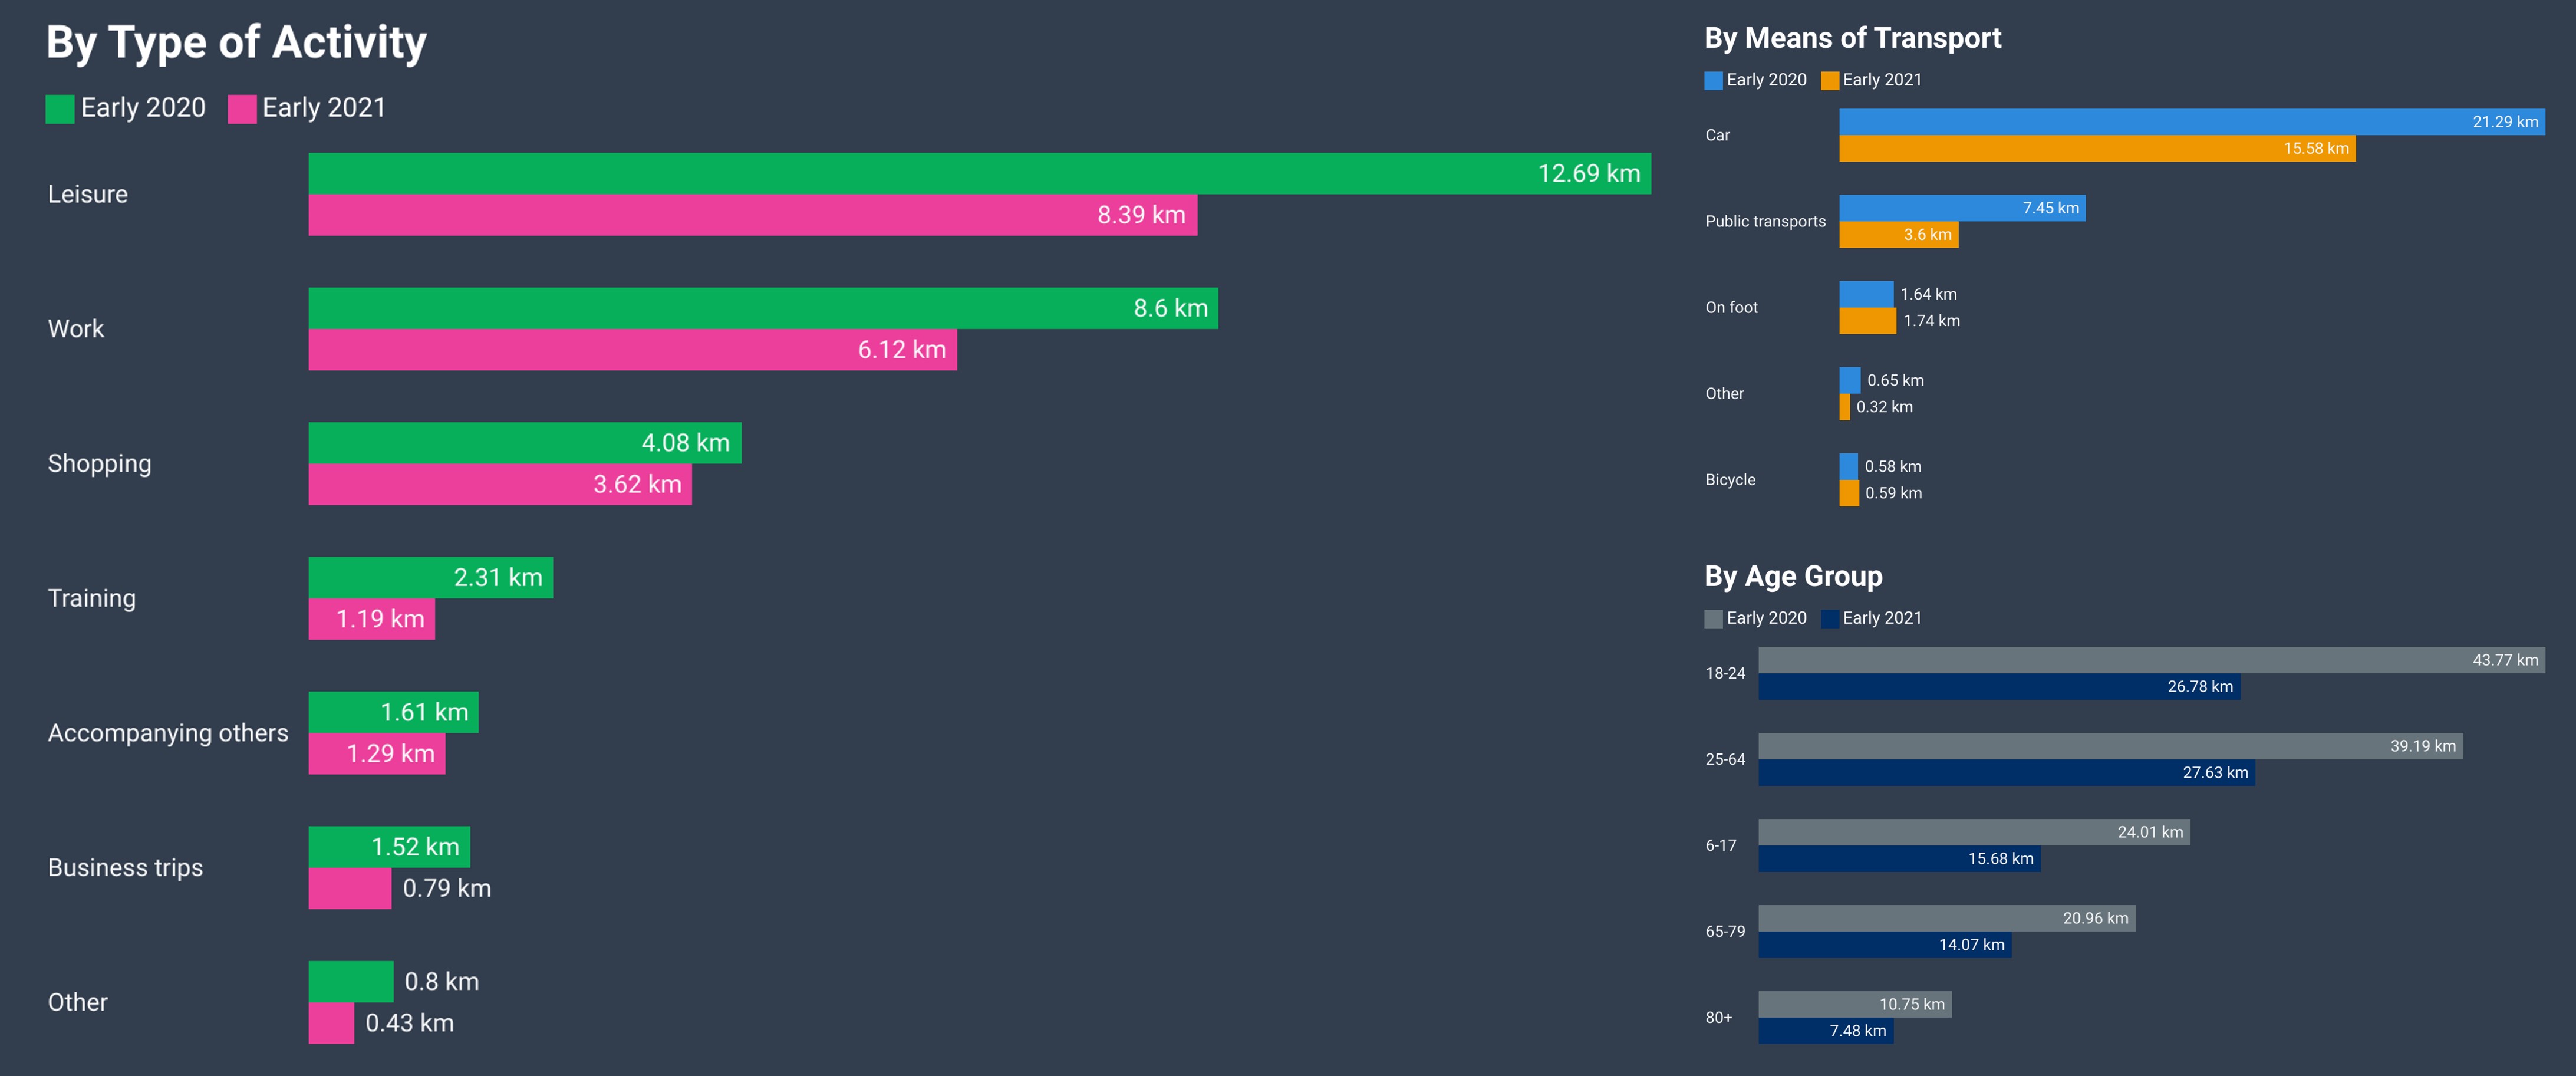 By Type of Activity
Early 2020 Early 2021
Leisure
12.69 km
8.39 km
Work
8.6 km
6.12 km
Shopping
4.08 km
3.62 km
Training
2.31 km
1.19 km
Accompanying others
1.61 km
1.29 km
Business trips
1.52 km
0.79 km
Other
0.8 km
0.43 km
By Means of Transport
Early 2020 Early 2021
Car
21.29 km
15.58 km
Public transports
7.45 km
3.6 km
On foot
1.64 km
1.74 km
Other
0.65 km
0.32 km
Bicycle
0.58 km
0.59 km
By Age Group
Early 2020 Early 2021
18-24
43.77 km
26.78 km
25-64
39.19 km
27.63 km
6-17
24.01 km
15.68 km
65-79
20.96 km
14.07 km
80+
10.75 km
7.48 km